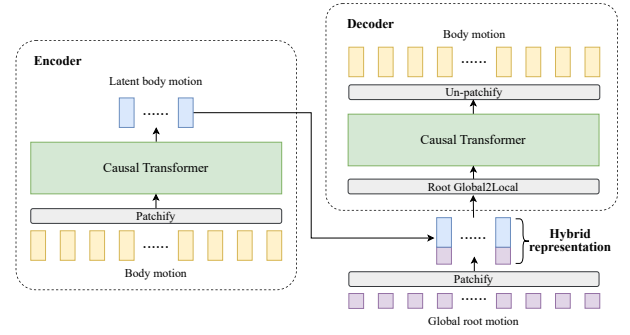 Encoder
Latent body motion
......
Causal Transformer
Patchify
......
Body motion
Decoder
Body motion
......
Un-patchify
Causal Transformer
Root Global2Local
......
Hybrid
representation
Patchify
......
Global root motion